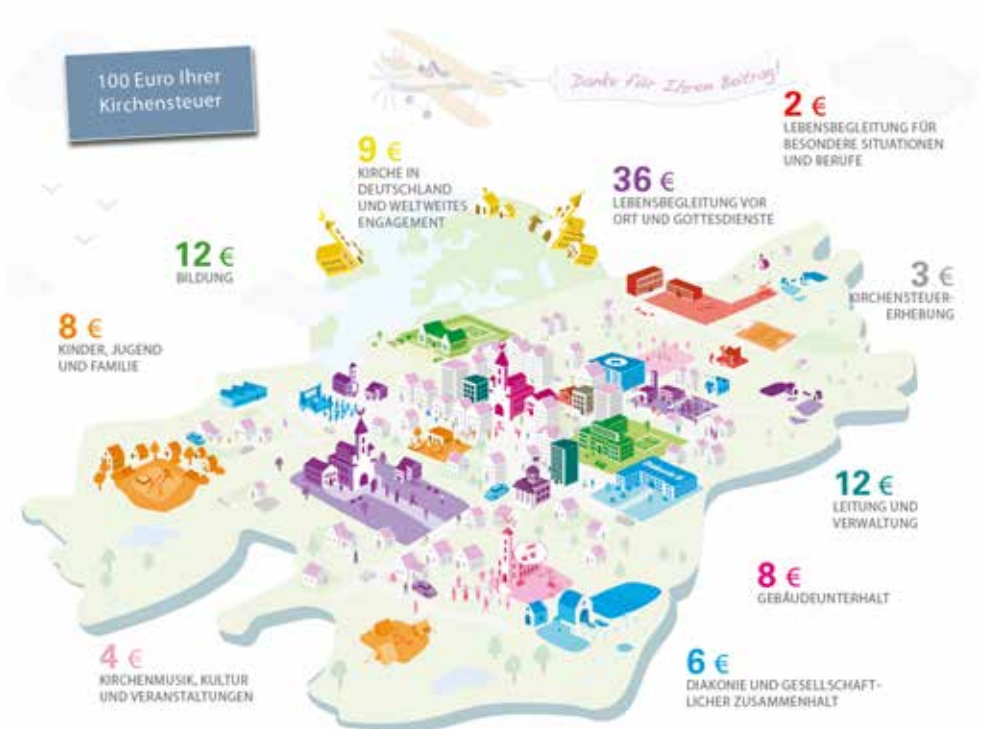 100 Euro Ihrer
Kirchensteuer
Danke für Ihren Beitrag!
2 €
LEBENSBEGLEITUNG FÜR
BESONDERE SITUATIONEN
UND BERUFE
9 €
KIRCHE IN
DEUTSCHLAND
UND WELTWEITES
ENGAGEMENT
36 €
LEBENSBEGLEITUNG VOR
ORT UND GOTTESDIENSTE
12 €
BILDUNG
3 €
KIRCHENSTEUER-
ERHEBUNG
8 €
KINDER, JUGEND
UND FAMILIE
12 €
LEITUNG UND
VERWALTUNG
8 €
GEBÄUDEUNTERHALT
4 €
KIRCHENMUSIK, KULTUR
UND VERANSTALTUNGEN
6 €
DIAKONIE UND GESELLSCHAFT-
LICHER ZUSAMMENHALT